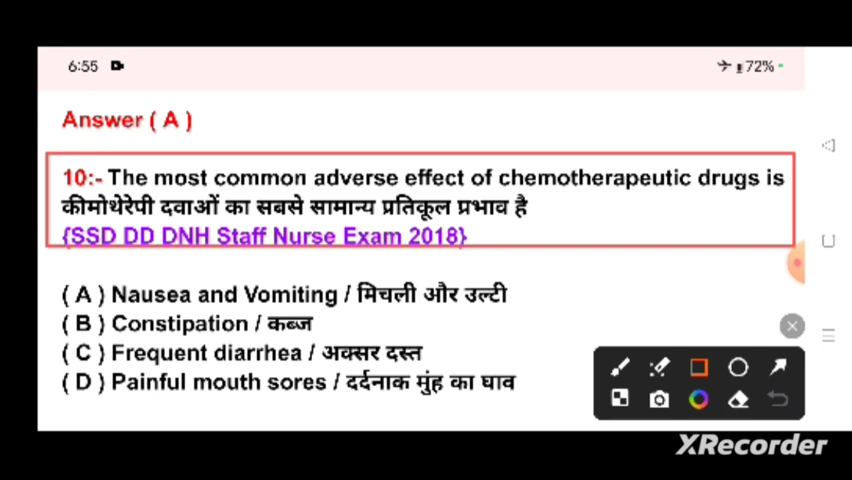 6:55
72%
Answer ( A )
10:- The most common adverse effect of chemotherapeutic drugs is
कीमोथेरेपी दवाओं का सबसे सामान्य प्रतिकूल प्रभाव है
{SSD DD DNH Staff Nurse Exam 2018}
( A ) Nausea and Vomiting / मिचली और उल्टी
( B ) Constipation / कब्ज
( C ) Frequent diarrhea / अक्सर दस्त
( D ) Painful mouth sores / दर्दनाक मुंह का घाव
XRecorder